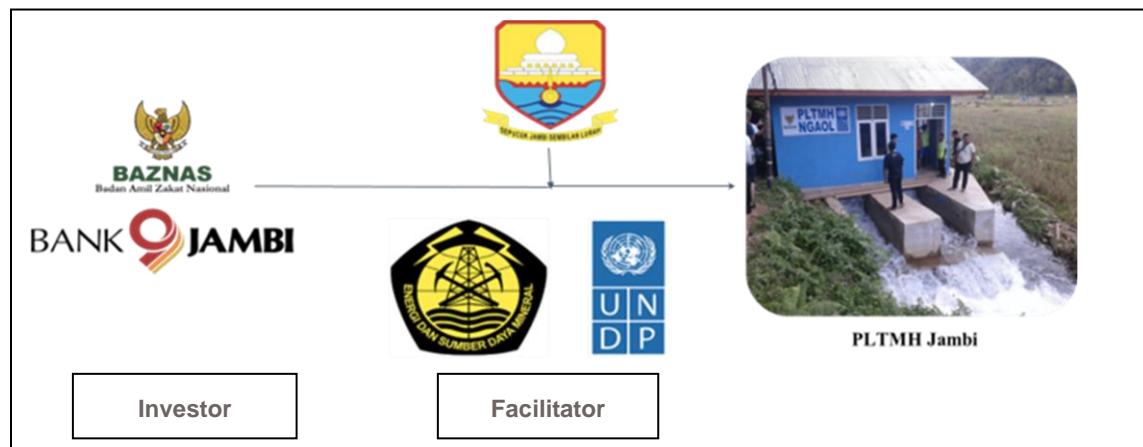 SEPUCUK JAMBI SEMBILAN LURAH
BAZNAS
Badan Amil Zakat Nasional
BANK 9 JAMBI
ENERGI DAN SUMBER DAYA MINERAL
U N
D P
PLTMH
NGAOL
PLTMH Jambi
Investor
Facilitator